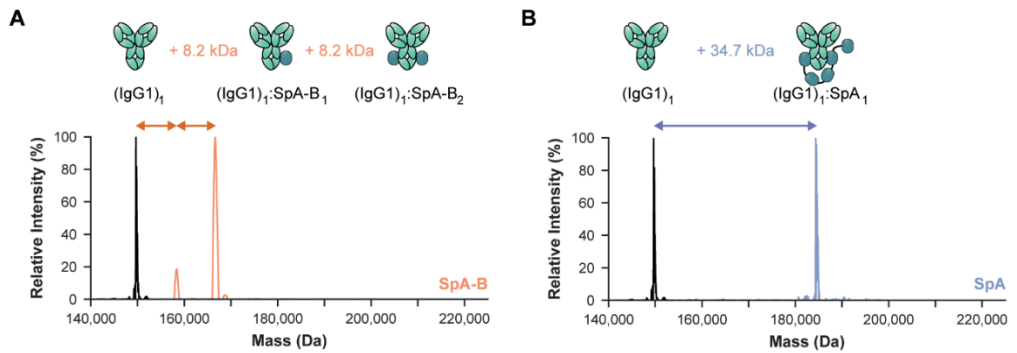 A
+ 8.2 kDa + 8.2 kDa
(IgG1)1 (IgG1)1:SpA-B1 (IgG1)1:SpA-B2
Relative Intensity (%)
100
80
60
40
20
0
SpA-B
140,000 160,000 180,000 200,000 220,000
Mass (Da)
B
+ 34.7 kDa
(IgG1)1 (IgG1)1:SpA1
Relative Intensity (%)
100
80
60
40
20
0
SpA
140,000 160,000 180,000 200,000 220,000
Mass (Da)